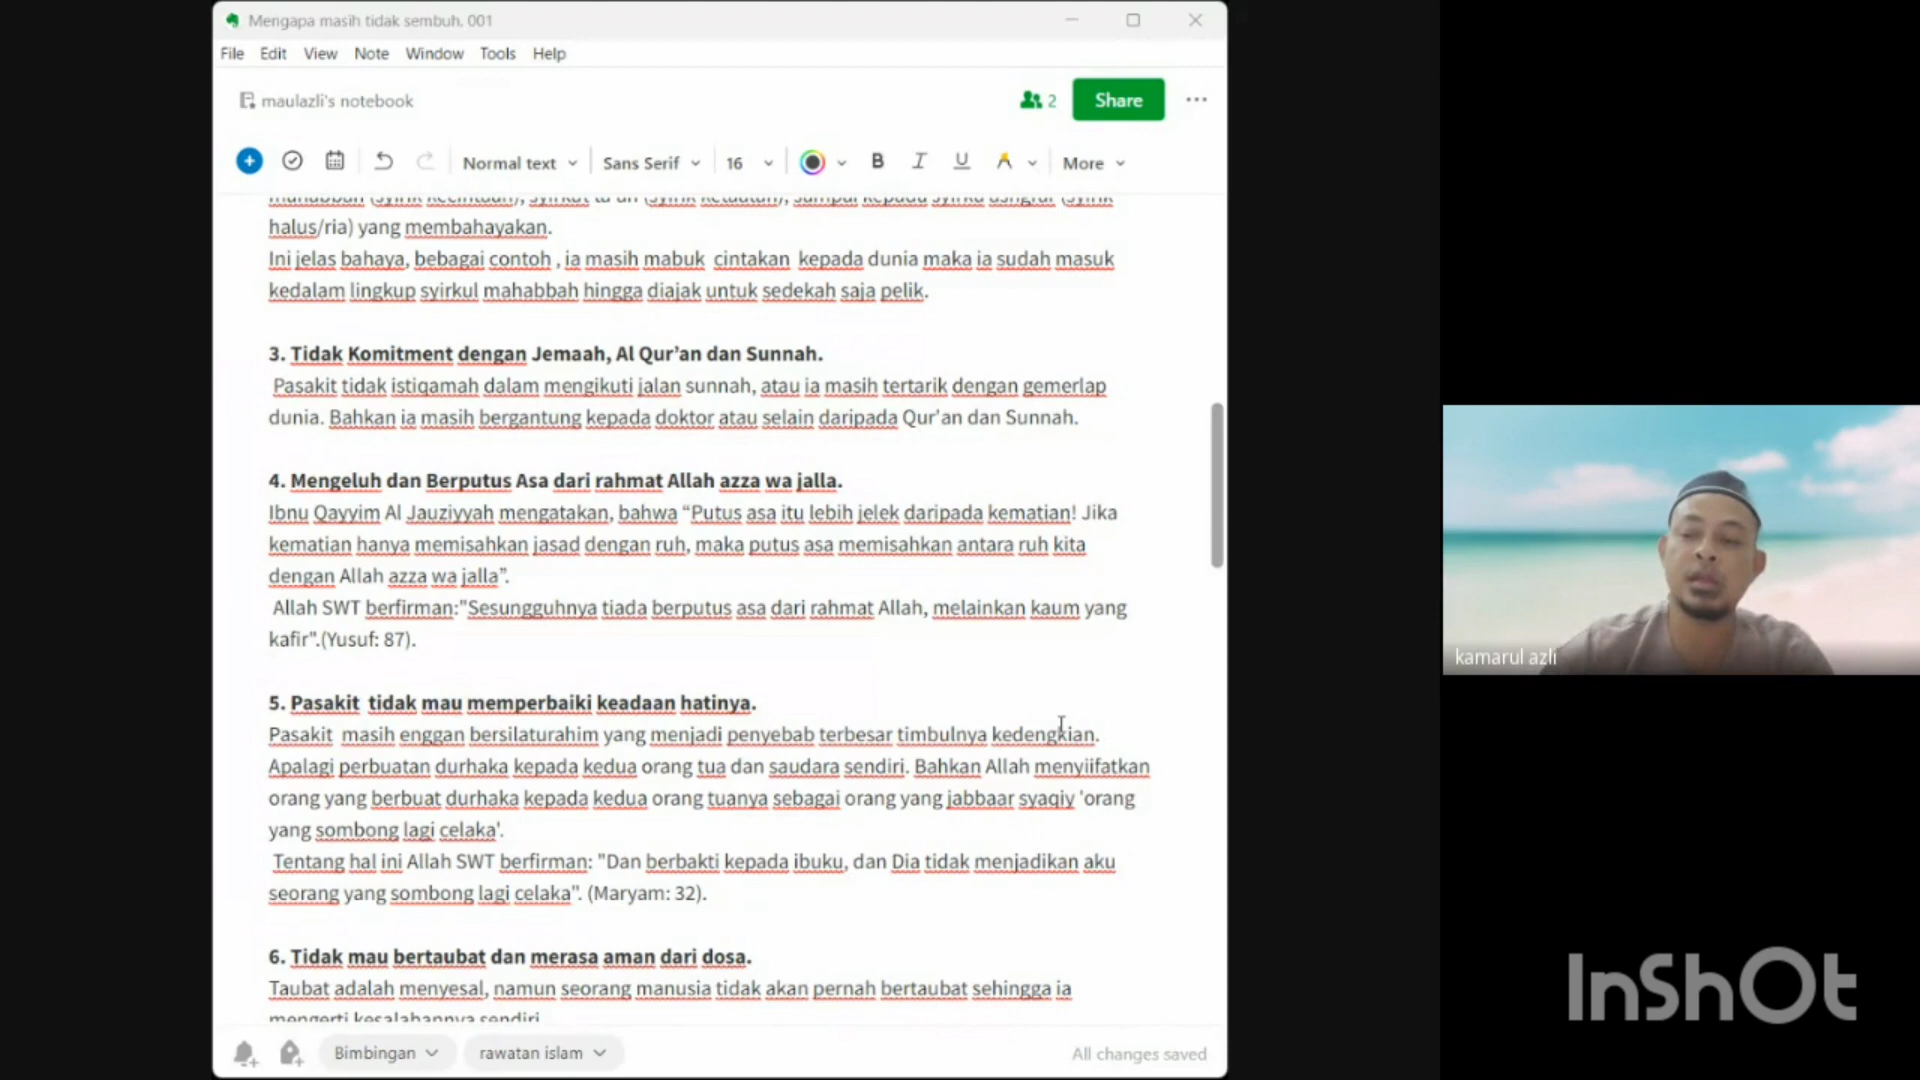 Mengapa masih tidak sembuh. 001
File Edit View Note Window Tools Help
maulazli's notebook
2
Share
Normal text
Sans Serif
16
B I U
A
More
halus/ria) yang membahayakan.
Ini jelas bahaya, bebagai contoh , ia masih mabuk cintakan kepada dunia maka ia sudah masuk
kedalam lingkup syirkul mahabbah hingga diajak untuk sedekah saja pelik.
3. Tidak Komitment dengan Jemaah, Al Qur’an dan Sunnah.
Pasakit tidak istiqamah dalam mengikuti jalan sunnah, atau ia masih tertarik dengan gemerlap
dunia. Bahkan ia masih bergantung kepada doktor atau selain daripada Qur'an dan Sunnah.
4. Mengeluh dan Berputus Asa dari rahmat Allah azza wa jalla.
Ibnu Qayyim Al Jauziyyah mengatakan, bahwa “Putus asa itu lebih jelek daripada kematian! Jika
kematian hanya memisahkan jasad dengan ruh, maka putus asa memisahkan antara ruh kita
dengan Allah azza wa jalla”.
Allah SWT berfirman:"Sesungguhnya tiada berputus asa dari rahmat Allah, melainkan kaum yang
kafir".(Yusuf: 87).
5. Pasakit tidak mau memperbaiki keadaan hatinya.
Pasakit masih enggan bersilaturahim yang menjadi penyebab terbesar timbulnya kedengkian.
Apalagi perbuatan durhaka kepada kedua orang tua dan saudara sendiri. Bahkan Allah menyiifatkan
orang yang berbuat durhaka kepada kedua orang tuanya sebagai orang yang jabbaar syaqiy 'orang
yang sombong lagi celaka'.
Tentang hal ini Allah SWT berfirman: "Dan berbakti kepada ibuku, dan Dia tidak menjadikan aku
seorang yang sombong lagi celaka". (Maryam: 32).
6. Tidak mau bertaubat dan merasa aman dari dosa.
Taubat adalah menyesal, namun seorang manusia tidak akan pernah bertaubat sehingga ia
mengerti kesalahannya sendiri
Bimbingan
rawatan islam
All changes saved
kamarul azli
InShOt